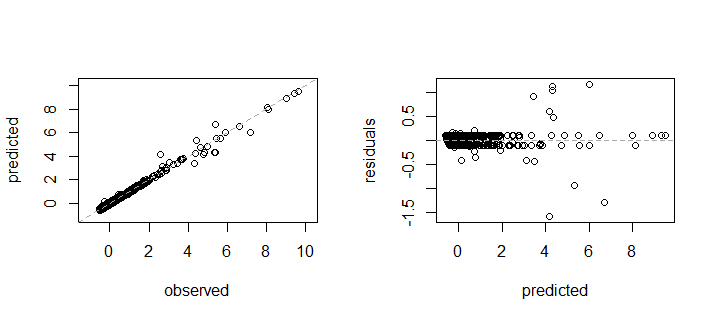 predicted
8
6
4
2
0
0 2 4 6 8 10
observed
residuals
0.5
-0.5
-1.5
0 2 4 6 8
predicted